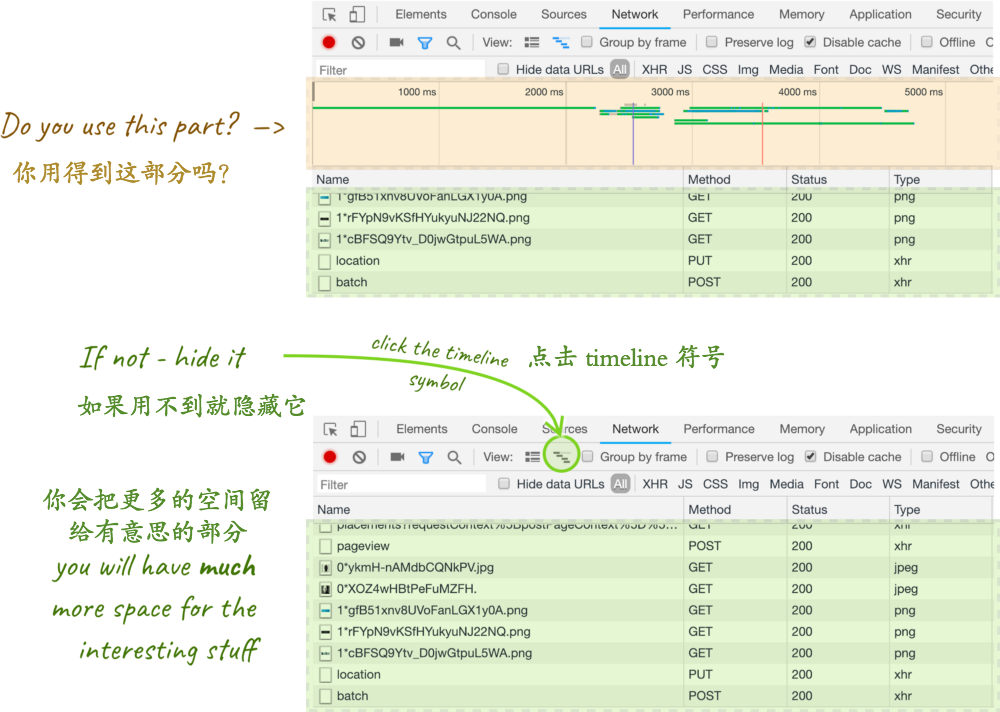 Elements Console Sources Network Performance Memory Application Security
View: Group by frame Preserve log Disable cache Offline
Filter Hide data URLs All XHR JS CSS Img Media Font Doc WS Manifest Othe
1000 ms 2000 ms 3000 ms 4000 ms 5000 ms
Do you use this part? —>
你用得到这部分吗?
Name Method Status Type
1*gfB51xnv8UVoFanLGX1y0A.png GET 200 png
1*rFYpN9vKSfHYukyuNJ22NQ.png GET 200 png
1*cBFSQ9Ytv_D0jwGtpuL5WA.png GET 200 png
location PUT 200 xhr
batch POST 200 xhr
If not - hide it
click the timeline
symbol
点击 timeline 符号
如果用不到就隐藏它
Elements Console Sources Network Performance Memory Application Security
View: Group by frame Preserve log Disable cache Offline
Filter Hide data URLs All XHR JS CSS Img Media Font Doc WS Manifest Othe
你会把更多的空间留
给有意思的部分
you will have much
more space for the
interesting stuff
Name Method Status Type
GET 200 xhr
pageview POST 200 xhr
0*ykmH-nAMdbCQNkPV.jpg GET 200 jpeg
0*XOZ4wHBtPeFuMZFH. GET 200 jpeg
1*gfB51xnv8UVoFanLGX1y0A.png GET 200 png
1*rFYpN9vKSfHYukyuNJ22NQ.png GET 200 png
1*cBFSQ9Ytv_D0jwGtpuL5WA.png GET 200 png
location PUT 200 xhr
batch POST 200 xhr